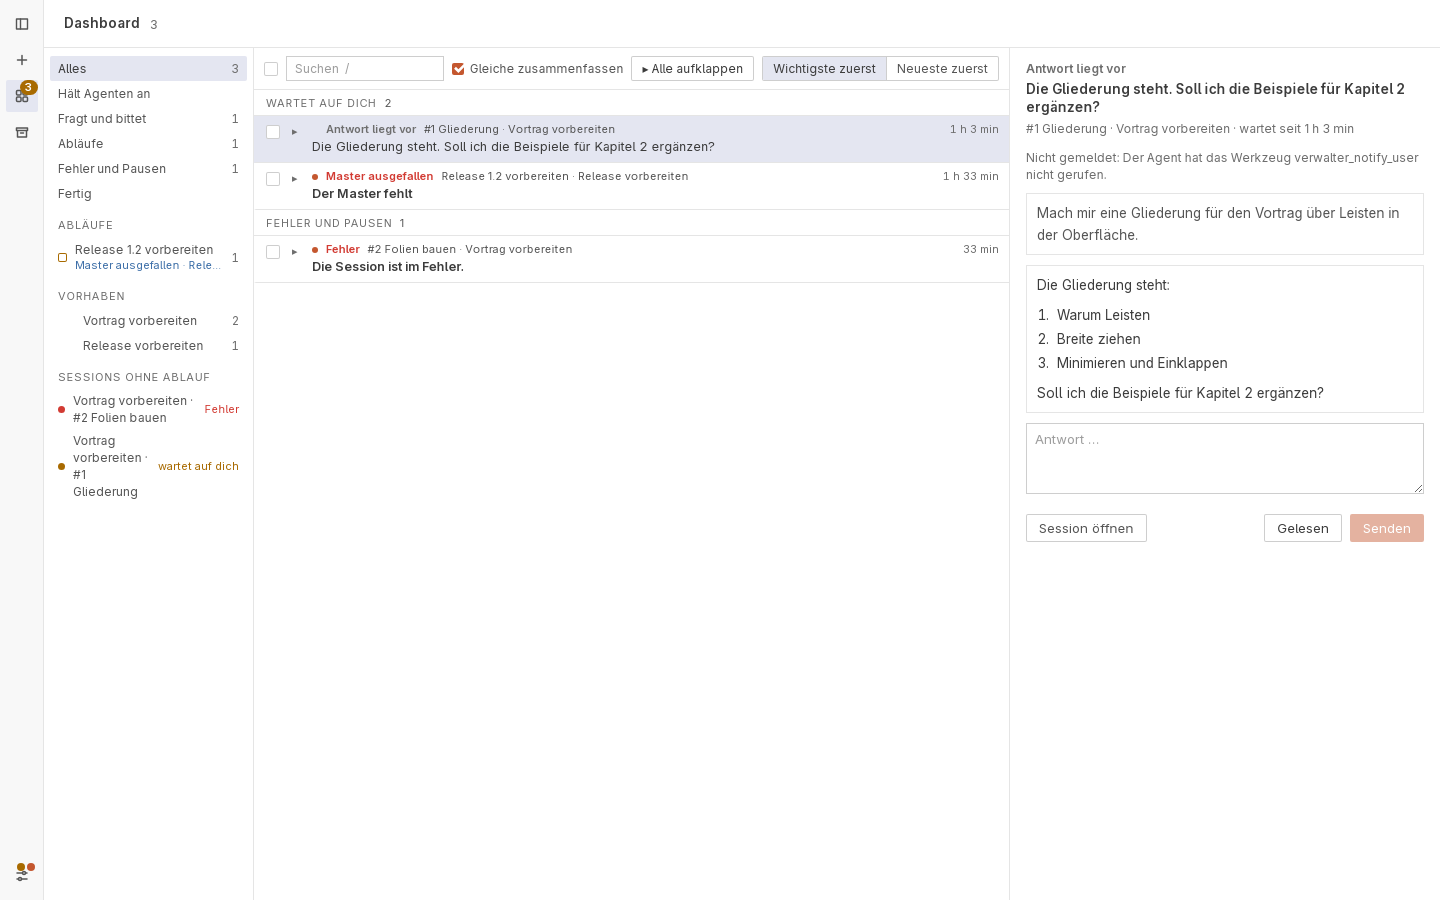 Dashboard 3
3
Alles 3
Hält Agenten an
Fragt und bittet 1
Abläufe 1
Fehler und Pausen 1
Fertig
ABLÄUFE
Release 1.2 vorbereiten 1
Master ausgefallen · Rele…
VORHABEN
Vortrag vorbereiten 2
Release vorbereiten 1
SESSIONS OHNE ABLAUF
Vortrag vorbereiten ·
#2 Folien bauen
Fehler
Vortrag
vorbereiten ·
#1
Gliederung
wartet auf dich
Suchen /
Gleiche zusammenfassen
▸ Alle aufklappen
Wichtigste zuerst
Neueste zuerst
WARTET AUF DICH 2
Antwort liegt vor #1 Gliederung · Vortrag vorbereiten 1 h 3 min
Die Gliederung steht. Soll ich die Beispiele für Kapitel 2 ergänzen?
Master ausgefallen Release 1.2 vorbereiten · Release vorbereiten 1 h 33 min
Der Master fehlt
FEHLER UND PAUSEN 1
Fehler #2 Folien bauen · Vortrag vorbereiten 33 min
Die Session ist im Fehler.
Antwort liegt vor
Die Gliederung steht. Soll ich die Beispiele für Kapitel 2
ergänzen?
#1 Gliederung · Vortrag vorbereiten · wartet seit 1 h 3 min
Nicht gemeldet: Der Agent hat das Werkzeug verwalter_notify_user
nicht gerufen.
Mach mir eine Gliederung für den Vortrag über Leisten in
der Oberfläche.
Die Gliederung steht:
1. Warum Leisten
2. Breite ziehen
3. Minimieren und Einklappen
Soll ich die Beispiele für Kapitel 2 ergänzen?
Antwort …
Session öffnen
Gelesen
Senden